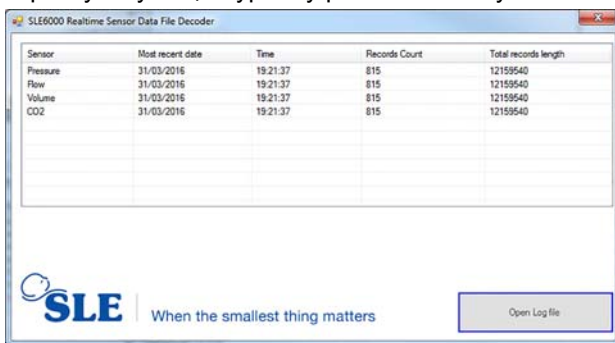 SLE6000 Realtime Sensor Data File Decoder
Sensor Most recent date Time Records Count Total records length
Pressure 31/03/2016 19:21:37 815 12159540
Flow 31/03/2016 19:21:37 815 12159540
Volume 31/03/2016 19:21:37 815 12159540
CO2 31/03/2016 19:21:37 815 12159540
SLE When the smallest thing matters
Open Log file